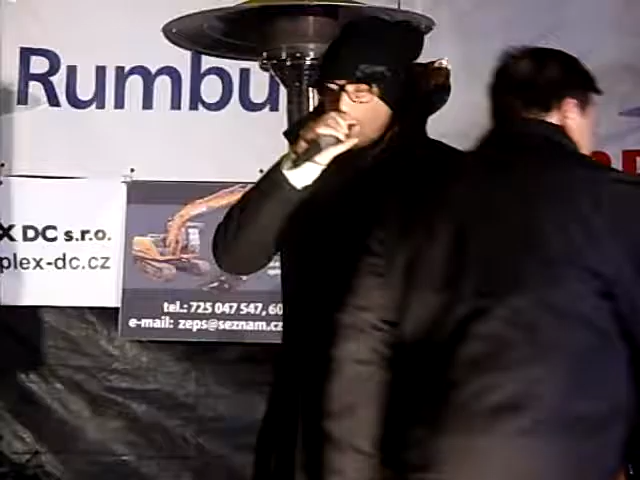 Rumbu
X DC s.r.o.
plex-dc.cz
tel.: 725 047 547, 60
e-mail: zeps@seznam.cz